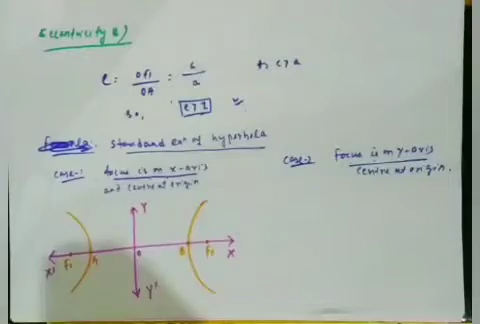 Eccentricity e)
e = OF1/OA = c/a
As c > a
So, e > 1
Standard eqn of hyperbola
case-1 focus is on x-axis
and centre at origin
case-2 focus is on y-axis
centre at origin.
Y
X' F2 A O B F1 X
Y'